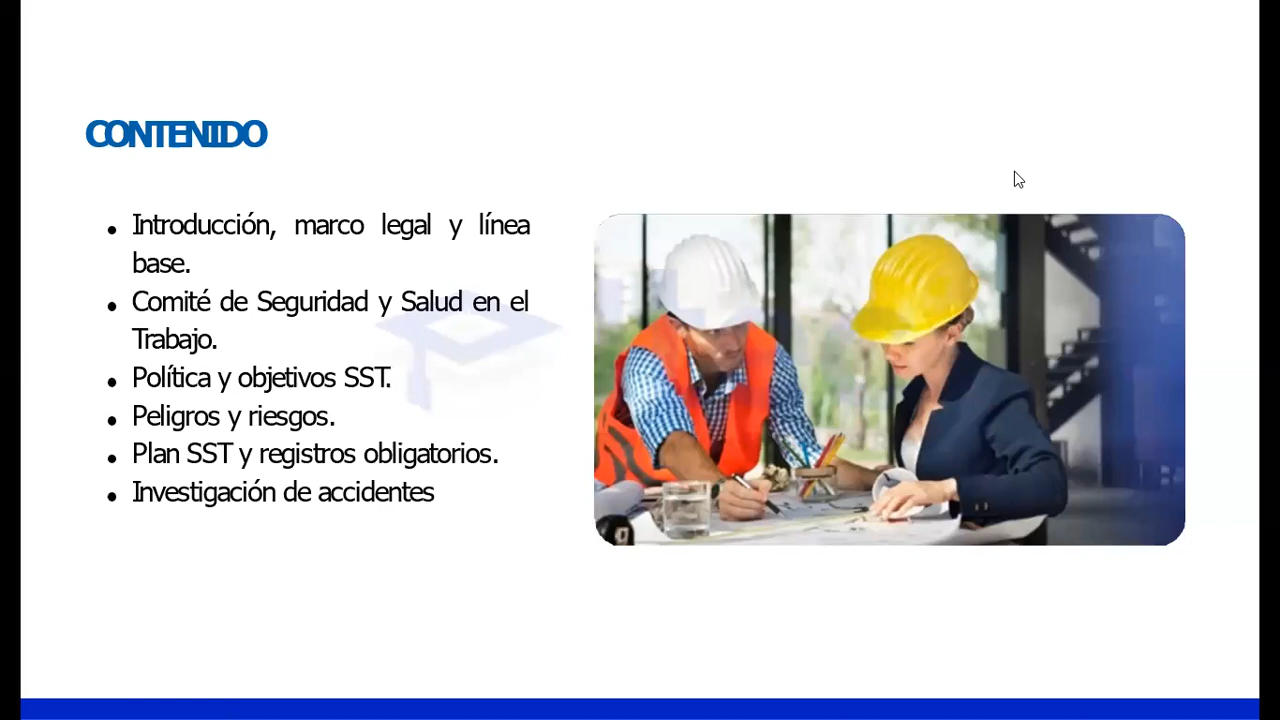 CONTENIDO
• Introducción, marco legal y línea
base.
• Comité de Seguridad y Salud en el
Trabajo.
• Política y objetivos SST.
• Peligros y riesgos.
• Plan SST y registros obligatorios.
• Investigación de accidentes